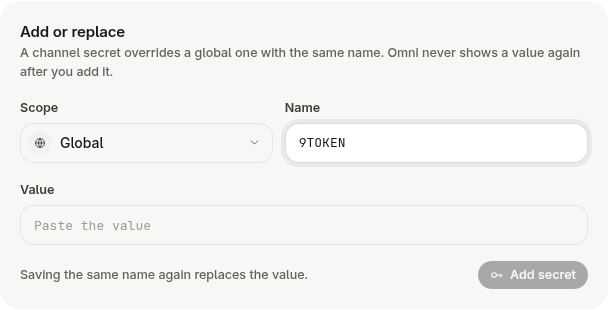 Add or replace
A channel secret overrides a global one with the same name. Omni never shows a value again
after you add it.
Scope
Name
Global
9TOKEN
Value
Paste the value
Saving the same name again replaces the value.
Add secret